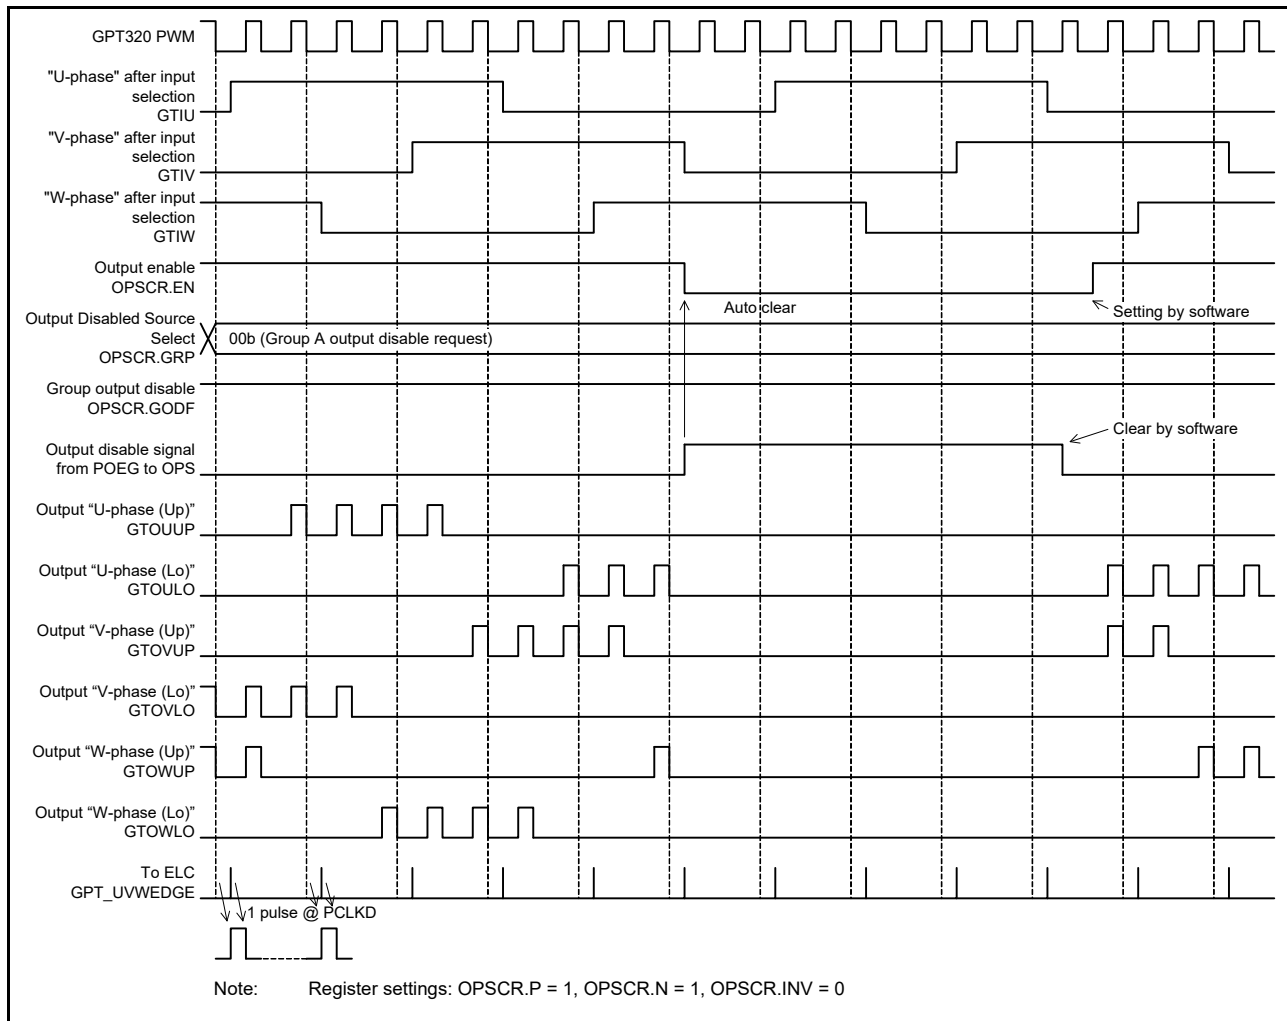 GPT320 PWM
"U-phase" after input
selection
GTIU
"V-phase" after input
selection
GTIV
"W-phase" after input
selection
GTIW
Output enable
OPSCR.EN
Auto clear
Setting by software
Output Disabled Source
Select
OPSCR.GRP
00b (Group A output disable request)
Group output disable
OPSCR.GODF
Clear by software
Output disable signal
from POEG to OPS
Output “U-phase (Up)”
GTOUUP
Output “U-phase (Lo)”
GTOULO
Output “V-phase (Up)”
GTOVUP
Output “V-phase (Lo)”
GTOVLO
Output “W-phase (Up)”
GTOWUP
Output “W-phase (Lo)”
GTOWLO
To ELC
GPT_UVWEDGE
1 pulse @ PCLKD
Note: Register settings: OPSCR.P = 1, OPSCR.N = 1, OPSCR.INV = 0